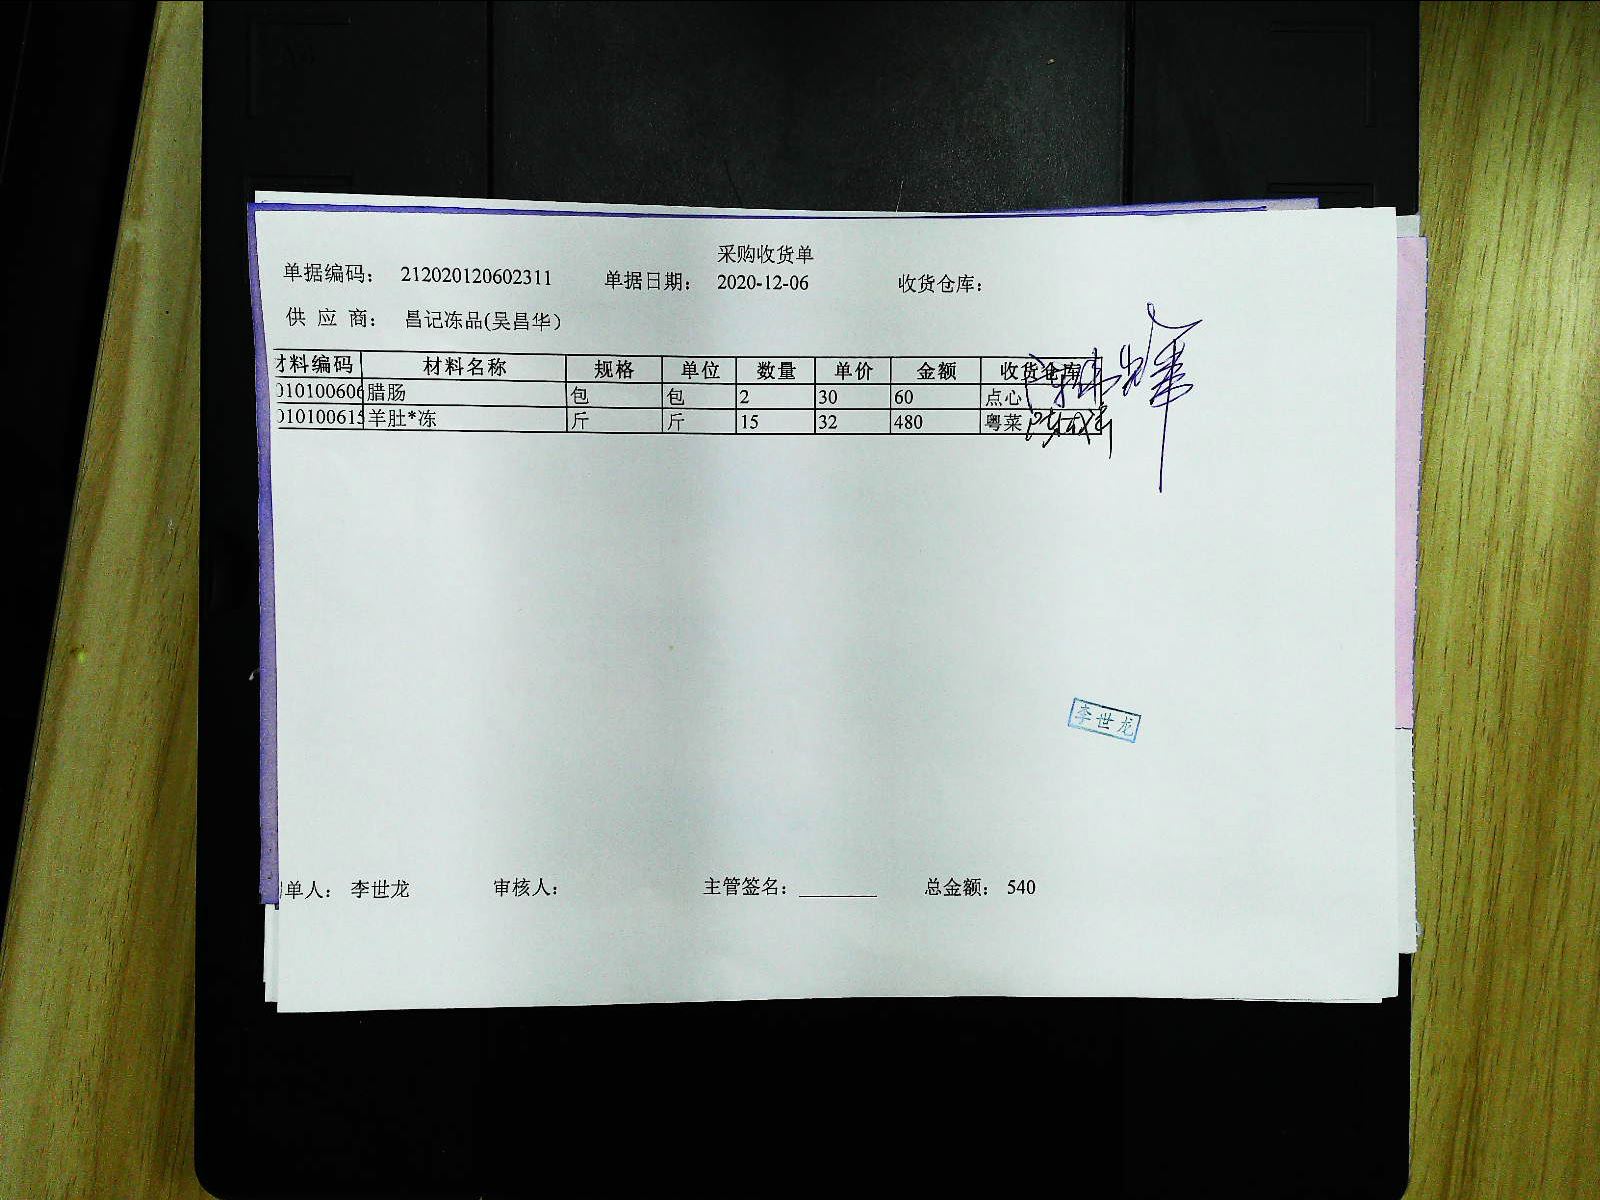 采购收货单
单据编码： 212020120602311 单据日期： 2020-12-06 收货仓库：
供 应 商： 昌记冻品(吴昌华)
材料编码 材料名称 规格 单位 数量 单价 金额 收货仓库
010100606 腊肠 包 包 2 30 60 点心
010100615 羊肚*冻 斤 斤 15 32 480 粤菜
李世龙
制单人： 李世龙 审核人： 主管签名： 总金额： 540